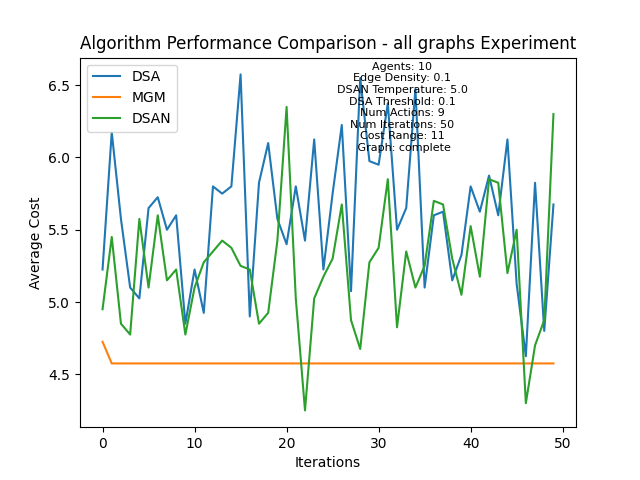 Algorithm Performance Comparison - all graphs Experiment
DSA
MGM
DSAN
Agents: 10
Edge Density: 0.1
DSAN Temperature: 5.0
DSA Threshold: 0.1
Num Actions: 9
Num Iterations: 50
Cost Range: 11
Graph: complete
Average Cost
6.5
6.0
5.5
5.0
4.5
0
10
20
30
40
50
Iterations